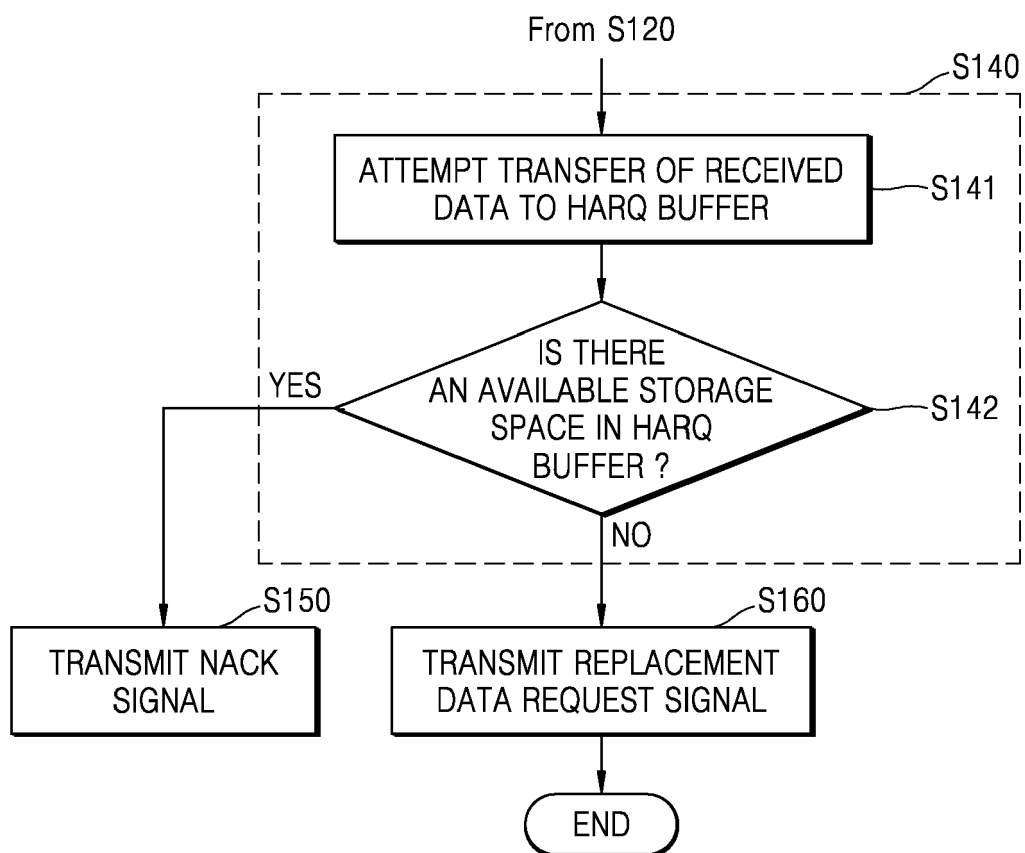 From S120
S140
ATTEMPT TRANSFER OF RECEIVED
DATA TO HARQ BUFFER
S141
IS THERE
AN AVAILABLE STORAGE
SPACE IN HARQ
BUFFER ?
S142
YES
NO
S150
TRANSMIT NACK
SIGNAL
S160
TRANSMIT REPLACEMENT
DATA REQUEST SIGNAL
END